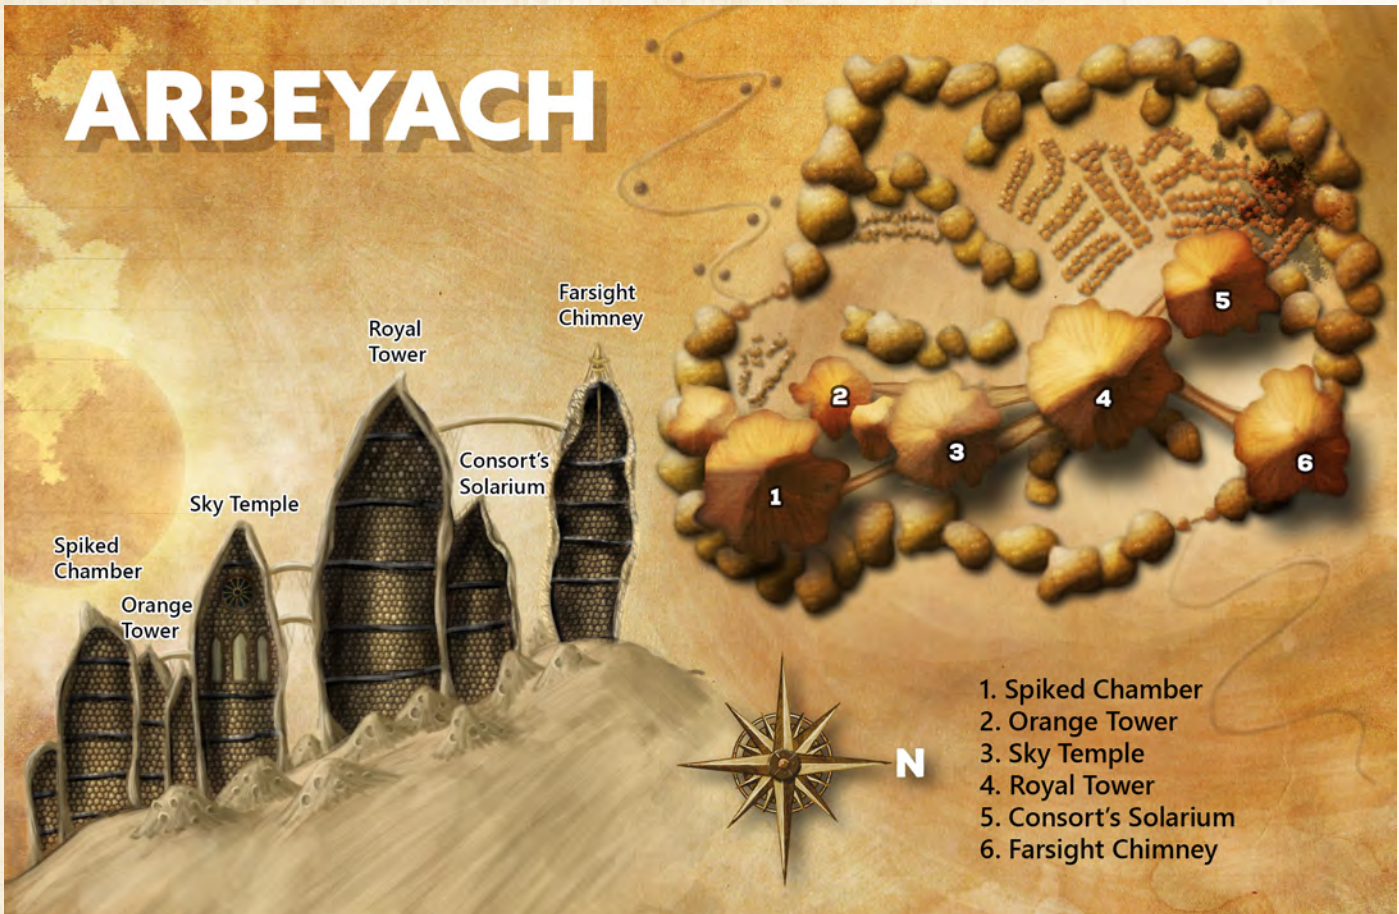 ARBEYACH
Farsight
Chimney
Royal
Tower
Consort's
Solarium
Sky Temple
Spiked
Chamber
Orange
Tower
5
2
4
3
6
1
N
1. Spiked Chamber
2. Orange Tower
3. Sky Temple
4. Royal Tower
5. Consort's Solarium
6. Farsight Chimney